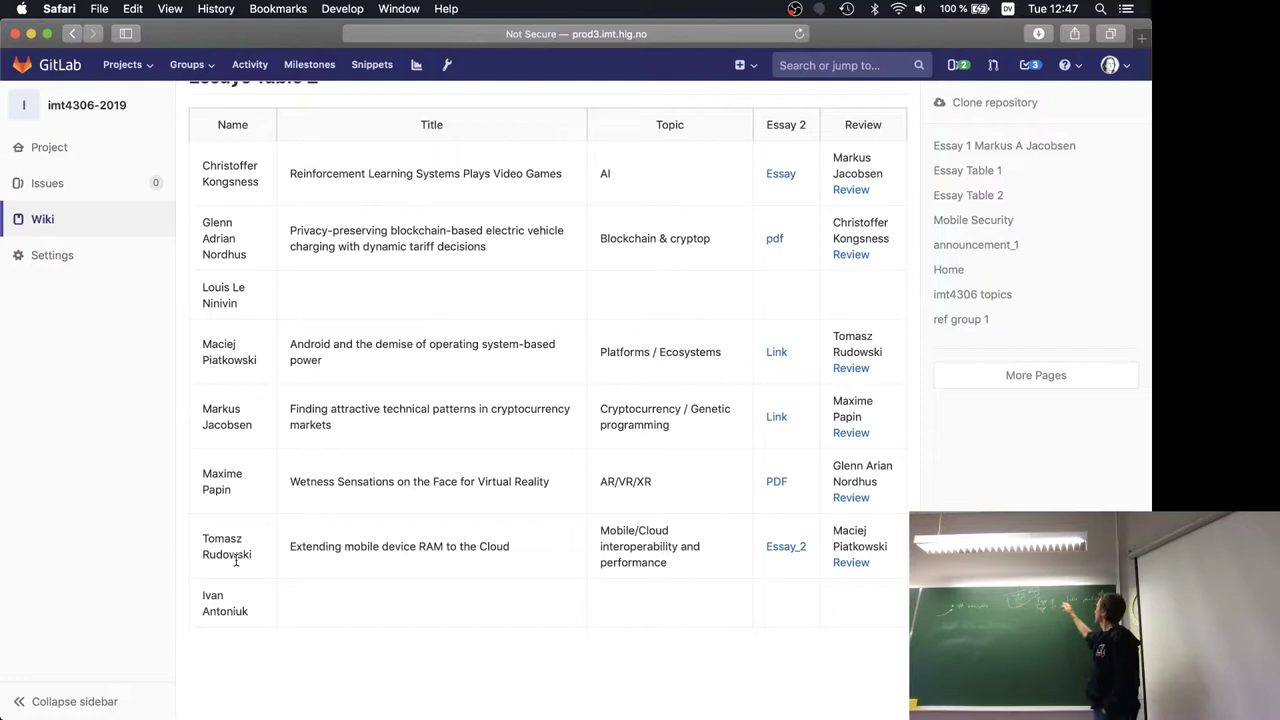 Safari File Edit View History Bookmarks Develop Window Help 100 % DV Tue 12:47
Not Secure — prod3.imt.hig.no
GitLab Projects Groups Activity Milestones Snippets Search or jump to... 2 3
Essays Table 2
I imt4306-2019
Project
Issues 0
Wiki
Settings
Collapse sidebar
Name Title Topic Essay 2 Review
Christoffer
Kongsness
Reinforcement Learning Systems Plays Video Games
AI
Essay
Markus
Jacobsen
Review
Glenn
Adrian
Nordhus
Privacy-preserving blockchain-based electric vehicle
charging with dynamic tariff decisions
Blockchain & cryptop
pdf
Christoffer
Kongsness
Review
Louis Le
Ninivin
Maciej
Piatkowski
Android and the demise of operating system-based
power
Platforms / Ecosystems
Link
Tomasz
Rudowski
Review
Markus
Jacobsen
Finding attractive technical patterns in cryptocurrency
markets
Cryptocurrency / Genetic
programming
Link
Maxime
Papin
Review
Maxime
Papin
Wetness Sensations on the Face for Virtual Reality
AR/VR/XR
PDF
Glenn Arian
Nordhus
Review
Tomasz
Rudowski
Extending mobile device RAM to the Cloud
Mobile/Cloud
interoperability and
performance
Essay_2
Maciej
Piatkowski
Review
Ivan
Antoniuk
Clone repository
Essay 1 Markus A Jacobsen
Essay Table 1
Essay Table 2
Mobile Security
announcement_1
Home
imt4306 topics
ref group 1
More Pages